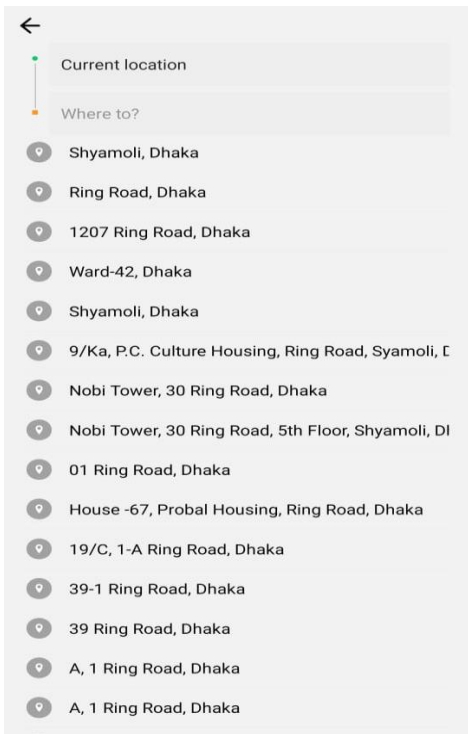 Current location
Where to?
Shyamoli, Dhaka
Ring Road, Dhaka
1207 Ring Road, Dhaka
Ward-42, Dhaka
Shyamoli, Dhaka
9/Ka, P.C. Culture Housing, Ring Road, Syamoli,
Nobi Tower, 30 Ring Road, Dhaka
Nobi Tower, 30 Ring Road, 5th Floor, Shyamoli,
01 Ring Road, Dhaka
House -67, Probal Housing, Ring Road, Dhaka
19/C, 1-A Ring Road, Dhaka
39-1 Ring Road, Dhaka
39 Ring Road, Dhaka
A, 1 Ring Road, Dhaka
A, 1 Ring Road, Dhaka